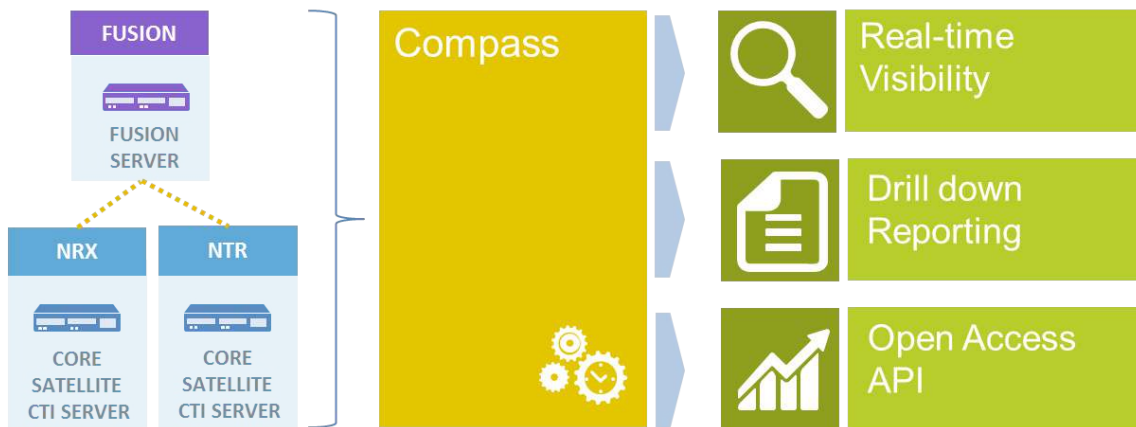 FUSION
FUSION
SERVER
NRX
CORE
SATELLITE
CTI SERVER
NTR
CORE
SATELLITE
CTI SERVER
Compass
Real-time
Visibility
Drill down
Reporting
Open Access
API